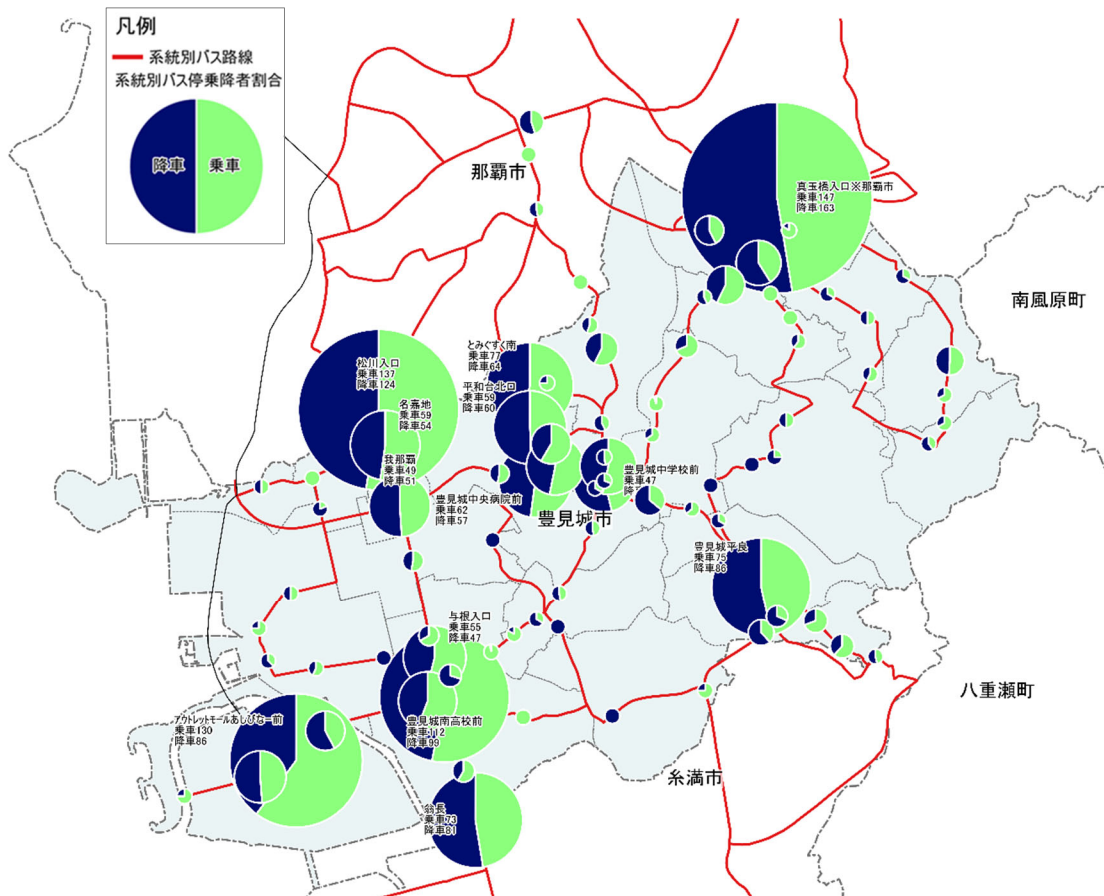 凡例
系統別バス路線
系統別バス停乗降者割合
降車
乗車
那覇市
真玉橋入口※那覇市
乗車147
降車163
南風原町
松川入口
乗車137
降車124
とみぐすく南
乗車77
降車64
平和台北口
乗車59
降車60
名嘉地
乗車59
降車54
我那覇
乗車49
降車51
豊見城中央病院前
乗車62
降車57
豊見城中学校前
乗車47
豊見城市
豊見城平良
乗車75
降車86
与根入口
乗車55
降車47
八重瀬町
アウトレットモールあしびなー前
乗車130
降車86
豊見城南高校前
乗車112
降車99
糸満市
翁長
乗車73
降車81